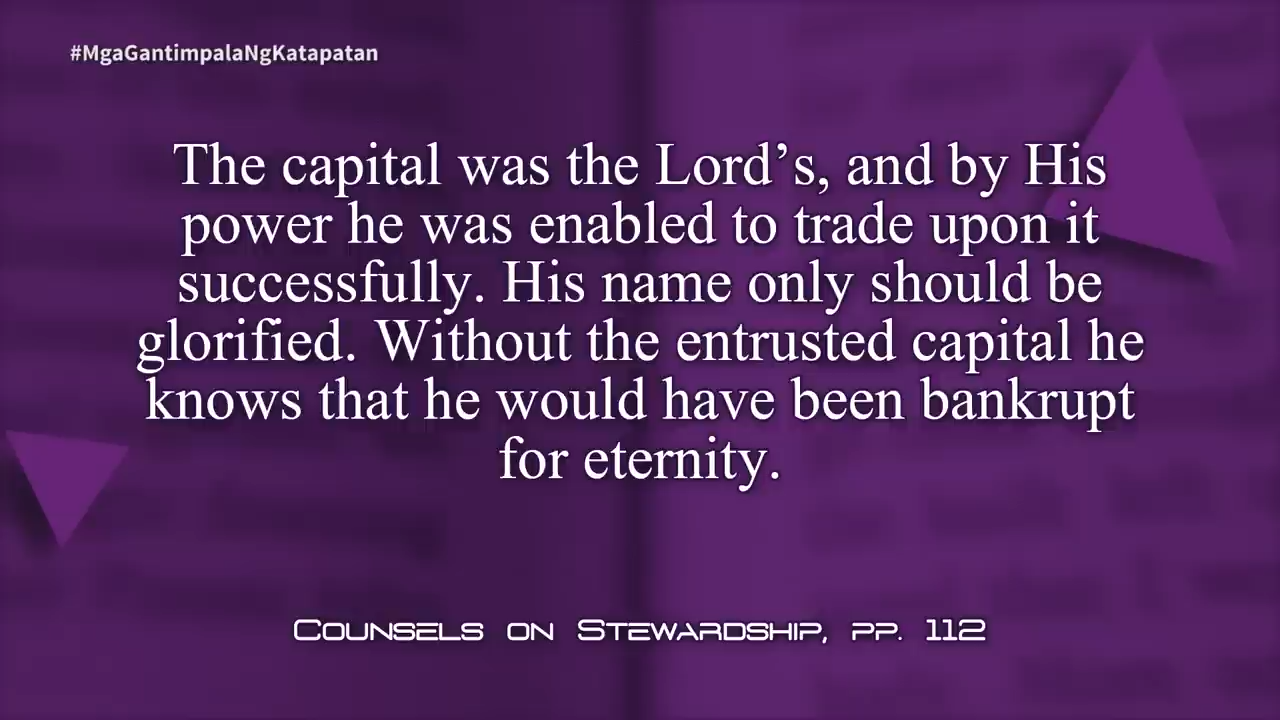 #MgaGantimpalaNgKatapatan
The capital was the Lord’s, and by His
power he was enabled to trade upon it
successfully. His name only should be
glorified. Without the entrusted capital he
knows that he would have been bankrupt
for eternity.
Counsels on Stewardship, pp. 112